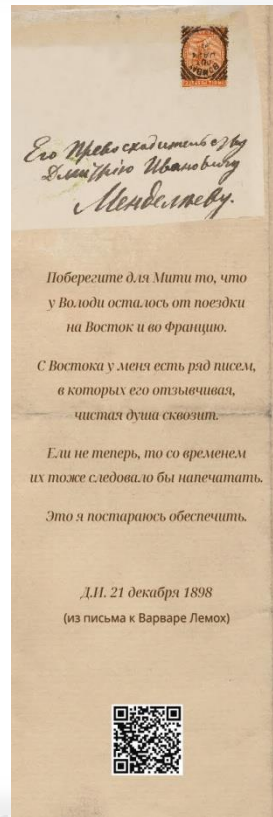 Его Превосходительству
Дмитрію Ивановичу
Менделѣеву.
Поберегите для Мити то, что
у Володи осталось от поездки
на Восток и во Францию.
С Востока у меня есть ряд писем,
в которых его отзывчивая,
чистая душа сквозит.
Ели не теперь, то со временем
их тоже следовало бы напечатать.
Это я постараюсь обеспечить.
Д.И. 21 декабря 1898
(из письма к Варваре Лемох)